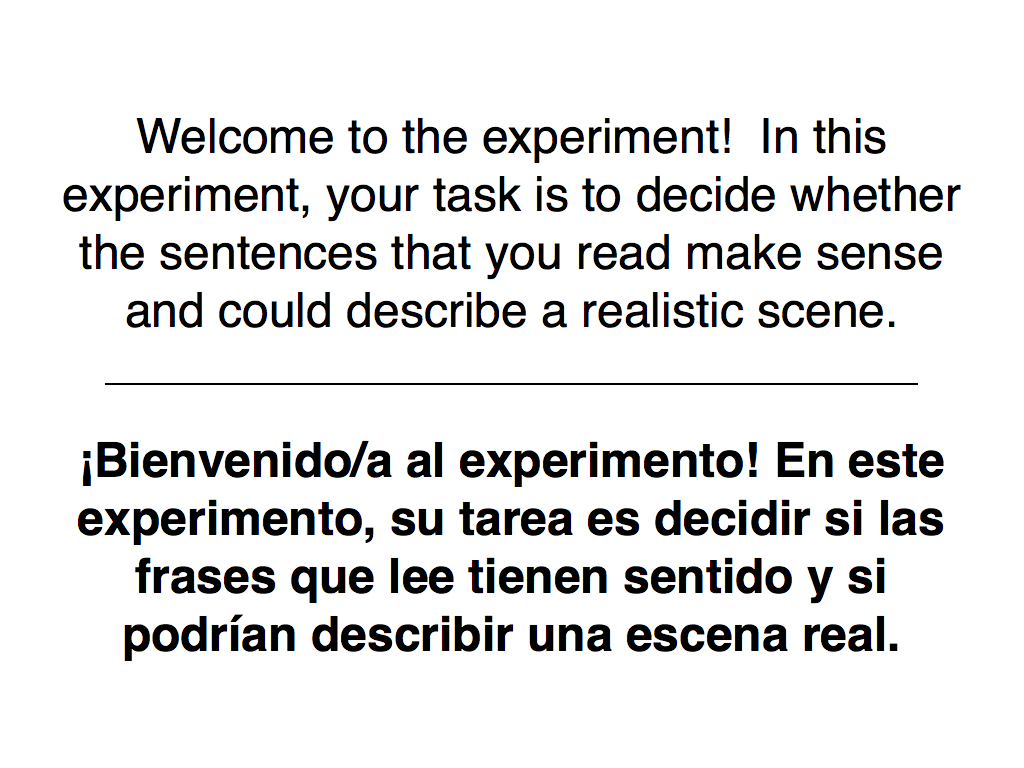 Welcome to the experiment!  In this
experiment, your task is to decide whether
the sentences that you read make sense
and could describe a realistic scene.
¡Bienvenido/a al experimento! En este
experimento, su tarea es decidir si las
frases que lee tienen sentido y si
podrían describir una escena real.